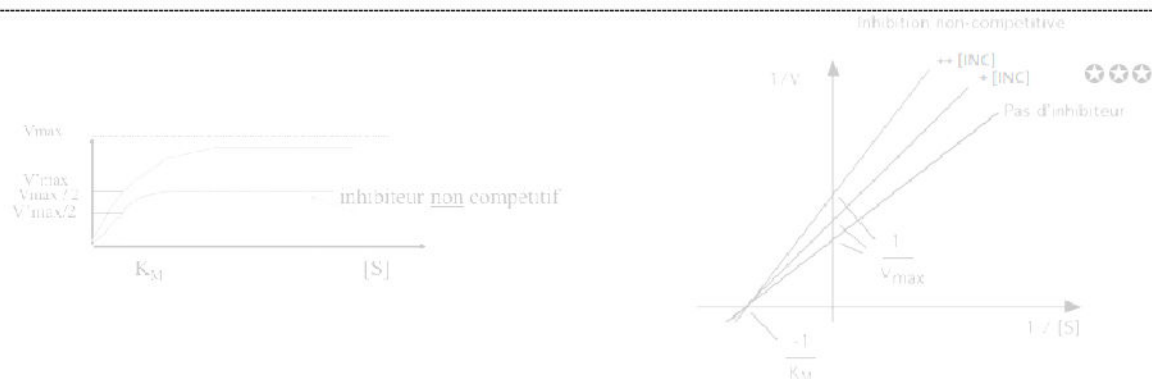 Inhibition non-competitive
1/V
++ [INC]
+ [INC]
Pas d'inhibiteur
1
Vmax
1 / [S]
-1
KM
Vmax
V'max
Vmax / 2
V'max/2
inhibiteur non competitif
KM
[S]